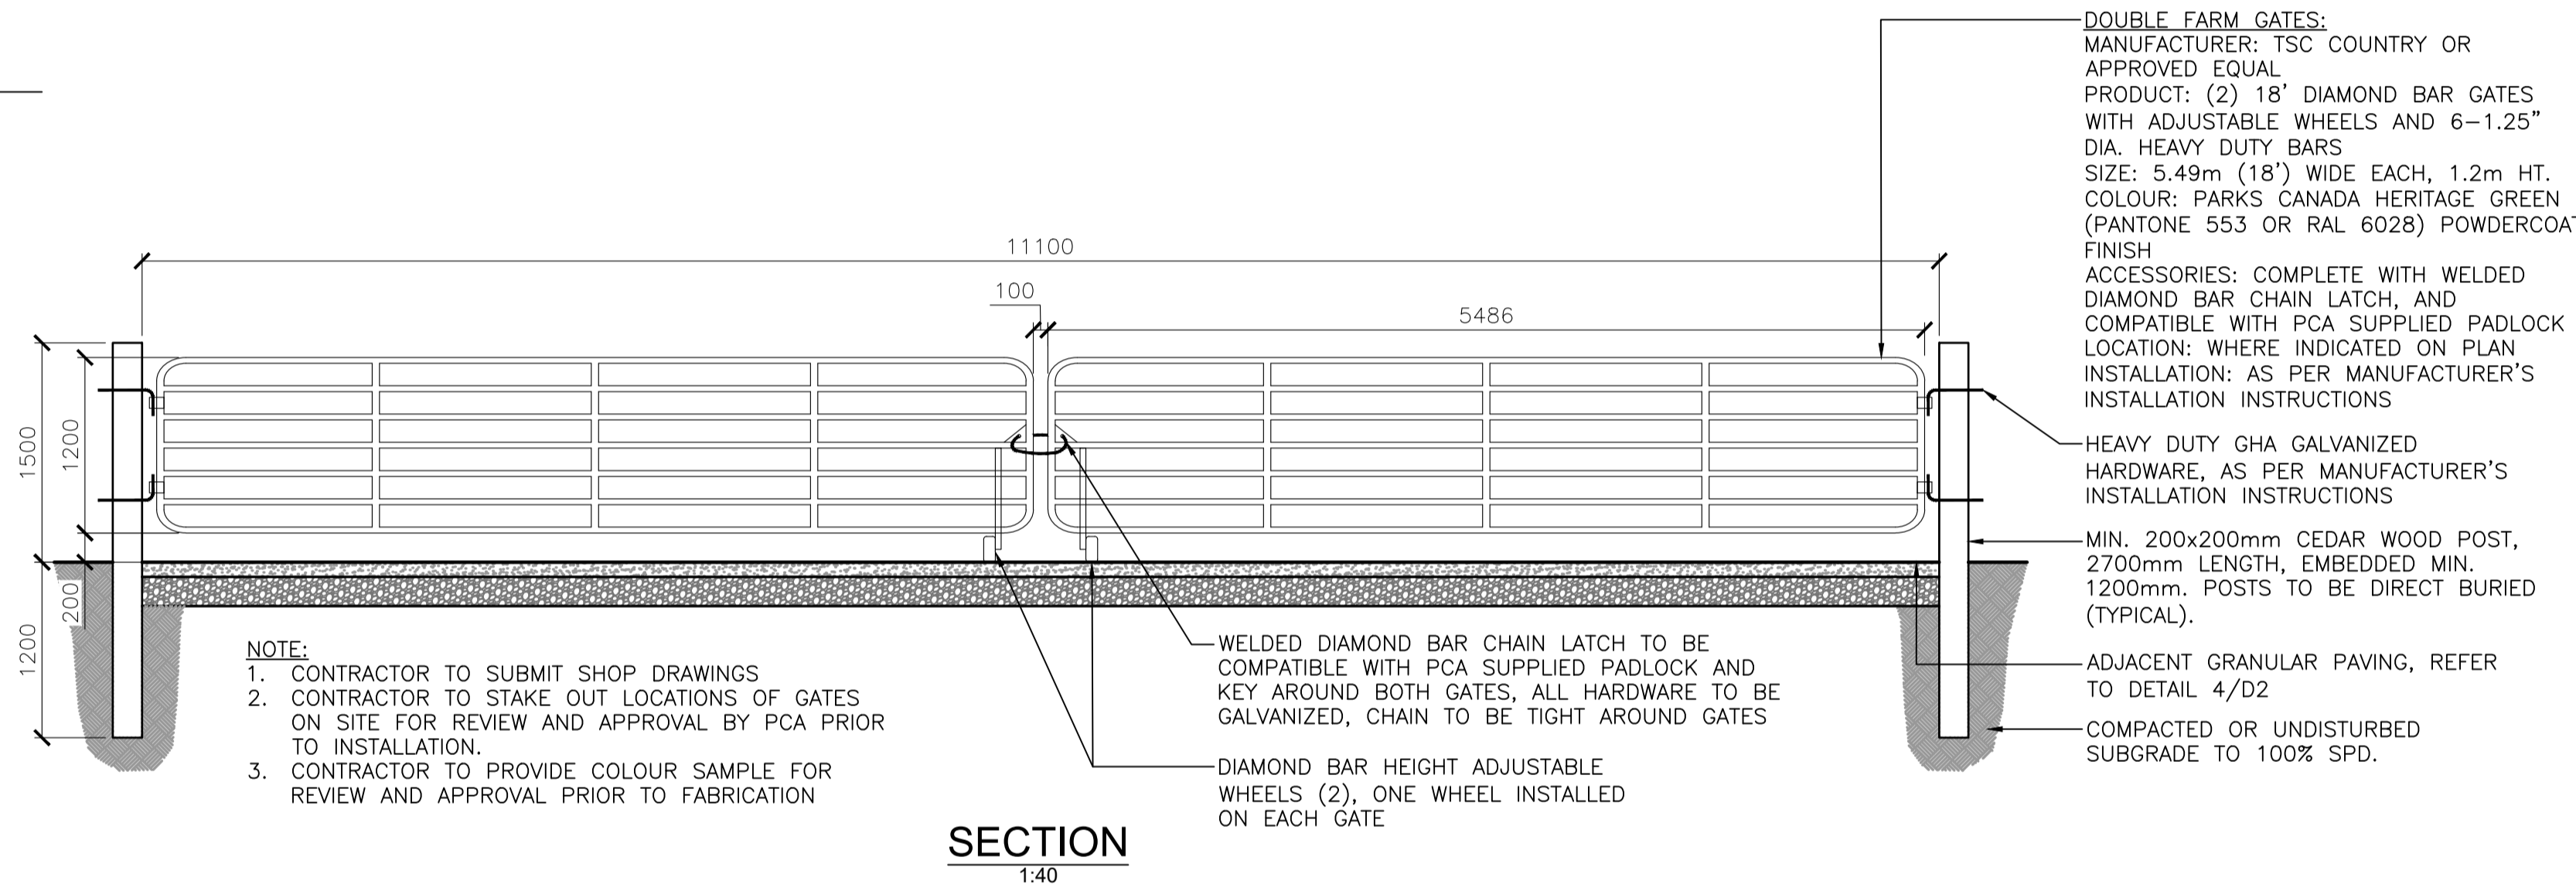 DOUBLE FARM GATES:
MANUFACTURER: TSC COUNTRY OR
APPROVED EQUAL
PRODUCT: (2) 18' DIAMOND BAR GATES
WITH ADJUSTABLE WHEELS AND 6-1.25"
DIA. HEAVY DUTY BARS
SIZE: 5.49m (18') WIDE EACH, 1.2m HT.
COLOUR: PARKS CANADA HERITAGE GREEN
(PANTONE 553 OR RAL 6028) POWDERCOAT
FINISH
ACCESSORIES: COMPLETE WITH WELDED
DIAMOND BAR CHAIN LATCH, AND
COMPATIBLE WITH PCA SUPPLIED PADLOCK
LOCATION: WHERE INDICATED ON PLAN
INSTALLATION: AS PER MANUFACTURER'S
INSTALLATION INSTRUCTIONS
11100
100
5486
1500
1200
200
1200
HEAVY DUTY GHA GALVANIZED
HARDWARE, AS PER MANUFACTURER'S
INSTALLATION INSTRUCTIONS
MIN. 200x200mm CEDAR WOOD POST,
2700mm LENGTH, EMBEDDED MIN.
1200mm. POSTS TO BE DIRECT BURIED
(TYPICAL).
ADJACENT GRANULAR PAVING, REFER
TO DETAIL 4/D2
COMPACTED OR UNDISTURBED
SUBGRADE TO 100% SPD.
NOTE:
1. CONTRACTOR TO SUBMIT SHOP DRAWINGS
2. CONTRACTOR TO STAKE OUT LOCATIONS OF GATES
ON SITE FOR REVIEW AND APPROVAL BY PCA PRIOR
TO INSTALLATION.
3. CONTRACTOR TO PROVIDE COLOUR SAMPLE FOR
REVIEW AND APPROVAL PRIOR TO FABRICATION
WELDED DIAMOND BAR CHAIN LATCH TO BE
COMPATIBLE WITH PCA SUPPLIED PADLOCK AND
KEY AROUND BOTH GATES, ALL HARDWARE TO BE
GALVANIZED, CHAIN TO BE TIGHT AROUND GATES
DIAMOND BAR HEIGHT ADJUSTABLE
WHEELS (2), ONE WHEEL INSTALLED
ON EACH GATE
SECTION
1:40